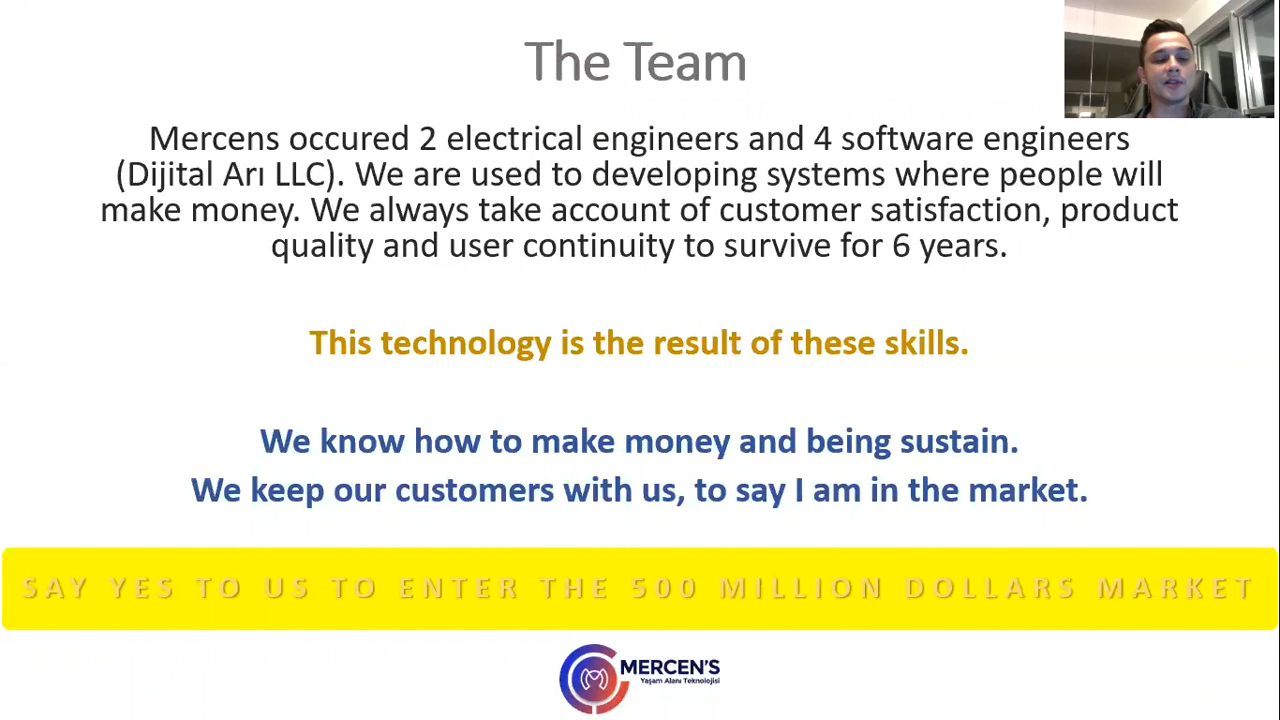 The Team
Mercens occured 2 electrical engineers and 4 software engineers
(Dijital Arı LLC). We are used to developing systems where people will
make money. We always take account of customer satisfaction, product
quality and user continuity to survive for 6 years.
This technology is the result of these skills.
We know how to make money and being sustain.
We keep our customers with us, to say I am in the market.
SAY YES TO US TO ENTER THE 500 MILLION DOLLARS MARKET
MERCEN'S
Yaşam Alanı Teknolojisi